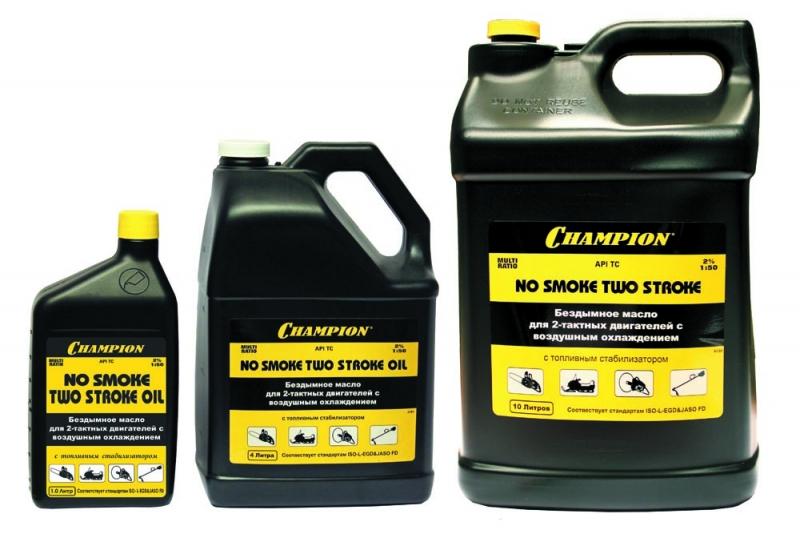 CHAMPION
MULTI
RATIO
API TC
2%
1:50
NO SMOKE
TWO STROKE OIL
Бездымное масло
для 2-тактных двигателей с
воздушным охлаждением
с топливным стабилизатором
1.0 Литр
Соответствует стандартам ISO-L-EGD&JASO FD
CHAMPION
MULTI
RATIO
API TC
2%
1:50
NO SMOKE TWO STROKE OIL
Бездымное масло
для 2-тактных двигателей с
воздушным охлаждением
с топливным стабилизатором
4 Литра
Соответствует стандартам ISO-L-EGD&JASO FD
DO NOT REUSE
CONTAINER
CHAMPION®
MULTI
RATIO
API TC
2%
1:50
NO SMOKE TWO STROKE
Бездымное масло
для 2-тактных двигателей с
воздушным охлаждением
с топливным стабилизатором
10 Литров
Соответствует стандартам ISO-L-EGD&JASO FD